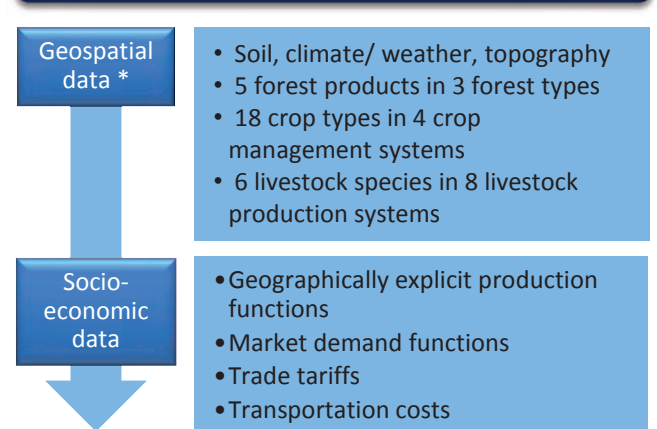 Geospatial
data *
• Soil, climate/ weather, topography
• 5 forest products in 3 forest types
• 18 crop types in 4 crop
management systems
• 6 livestock species in 8 livestock
production systems
Socio-
economic
data
•Geographically explicit production
functions
•Market demand functions
•Trade tariffs
•Transportation costs